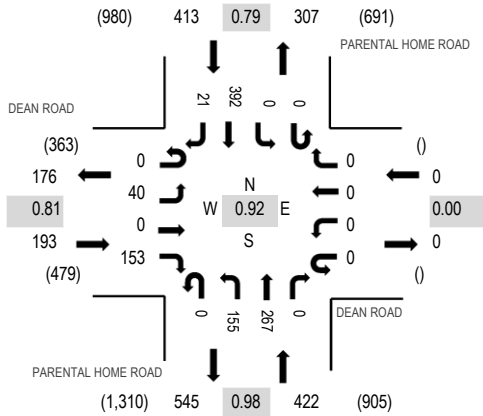 (980) 413 0.79 307 (691)
PARENTAL HOME ROAD
21 392 0 0
DEAN ROAD
(363)
176
0.81
193
(479)
0
40
0
153
N
W 0.92 E
S
0
0
0
0
()
0
0.00
0
()
0 155 267 0
DEAN ROAD
PARENTAL HOME ROAD
(1,310) 545 0.98 422 (905)